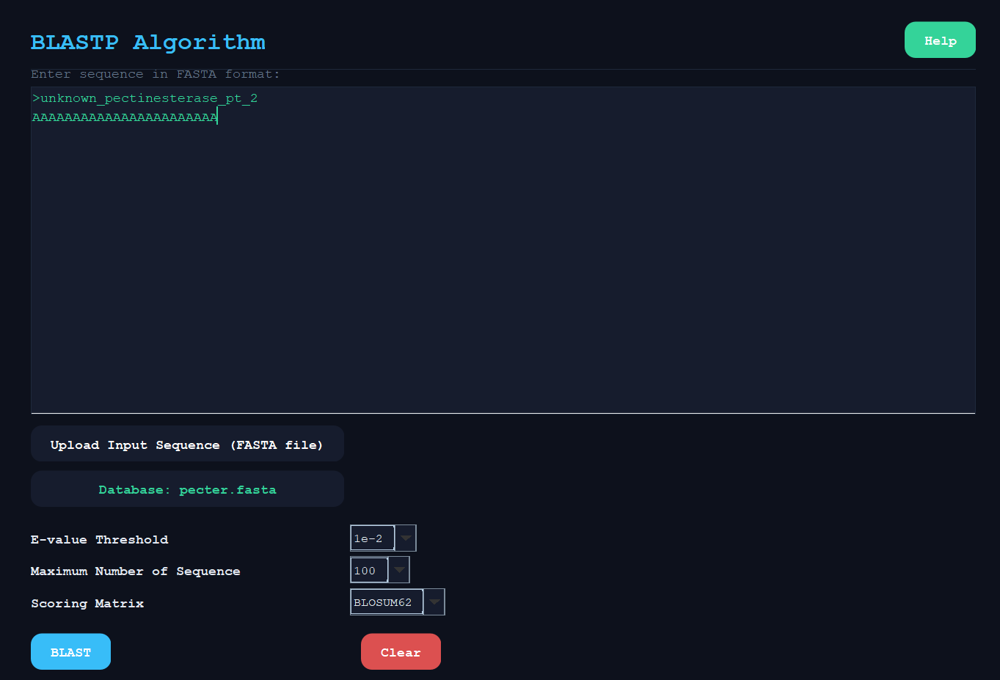 BLASTP Algorithm
Help
Enter sequence in FASTA format:
>unknown_pectinesterase_pt_2
AAAAAAAAAAAAAAAAAAAAAAA
Upload Input Sequence (FASTA file)
Database: pecter.fasta
E-value Threshold
1e-2
Maximum Number of Sequence
100
Scoring Matrix
BLOSUM62
BLAST
Clear